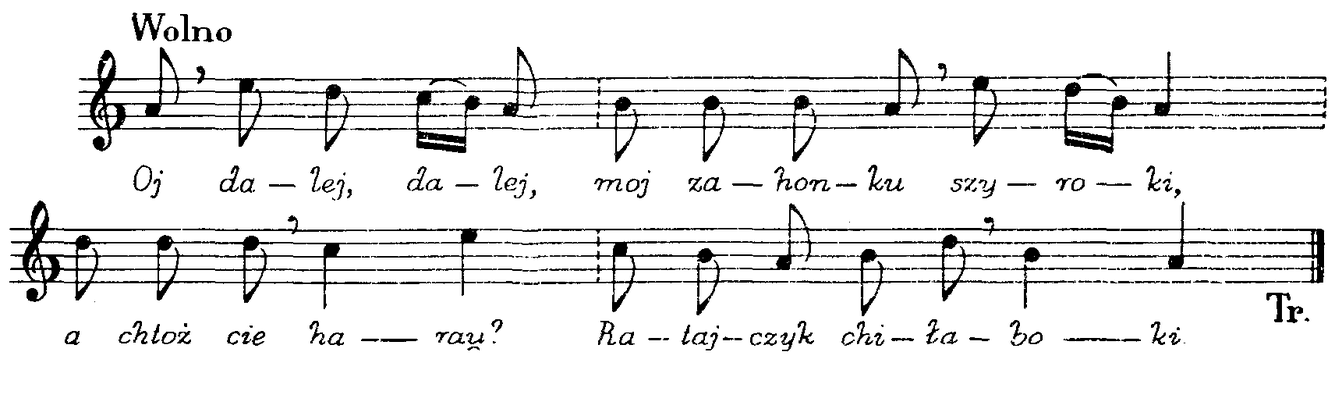 Wolno
Oj da — lej, da — lej, moj za — hon — ku szy — ro — ki,
a chtoż cie ha — rau̯? Ra — taj — czyk chi — ła — bo — ki.
Tr.